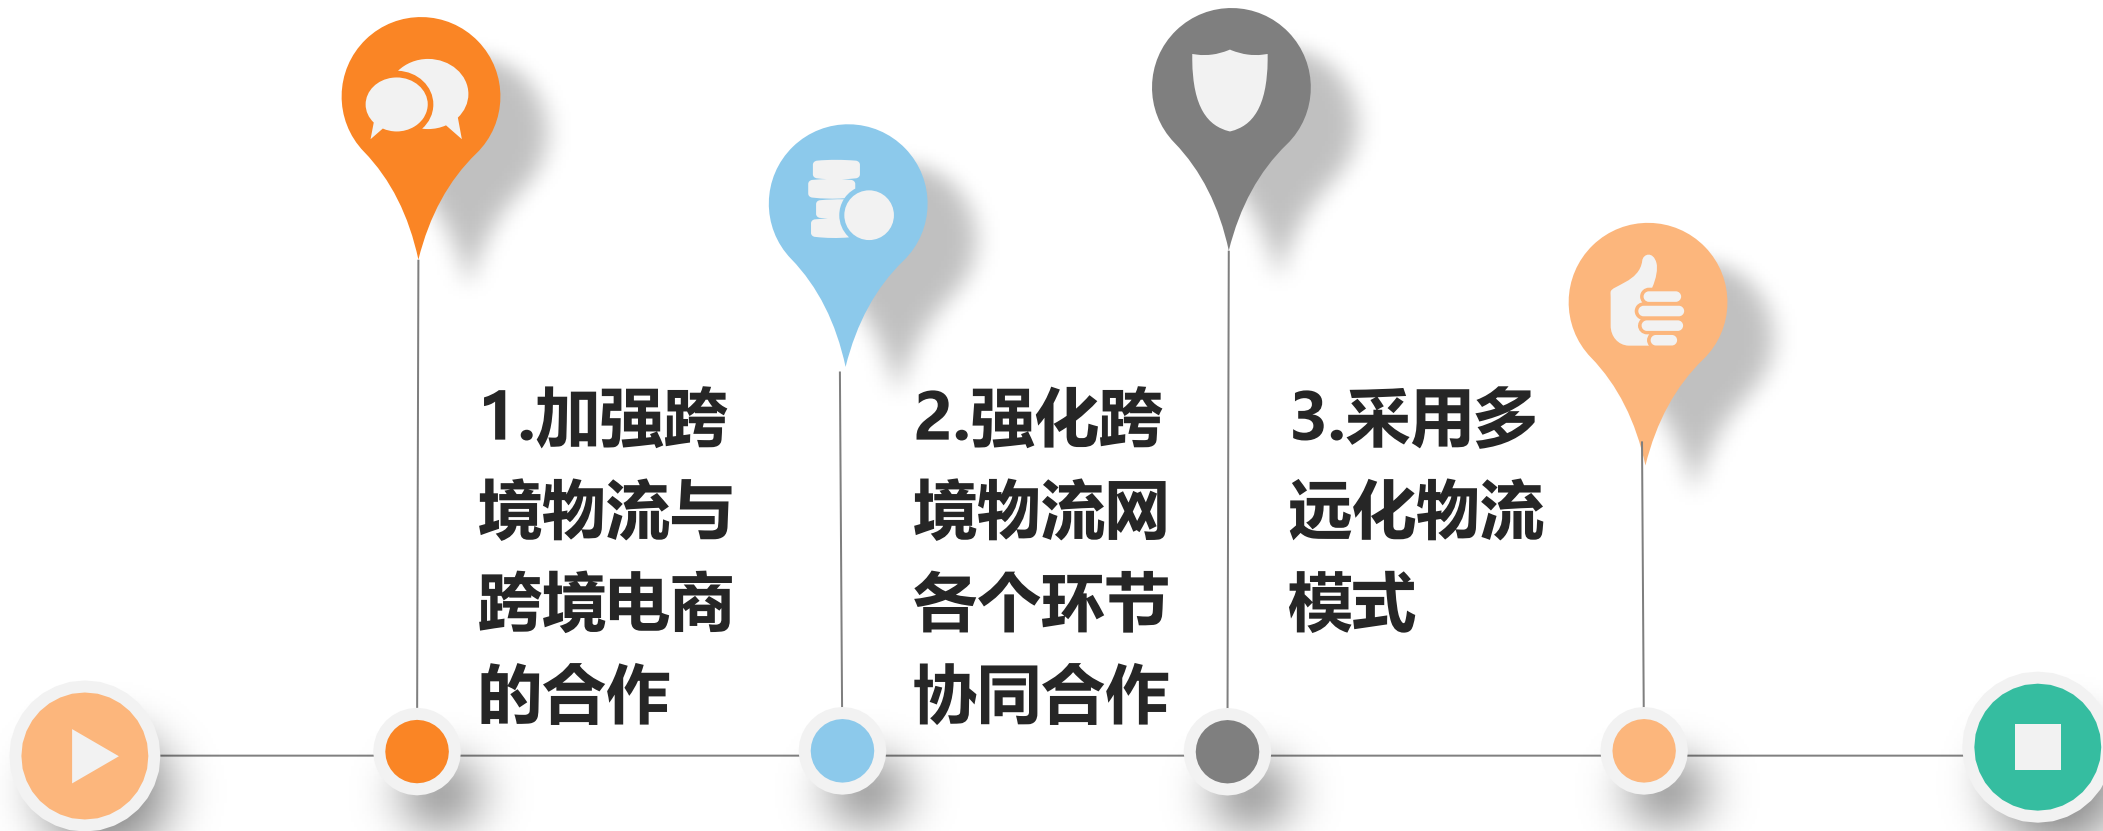 1.加强跨
境物流与
跨境电商
的合作
2.强化跨
境物流网
各个环节
协同合作
3.采用多
远化物流
模式